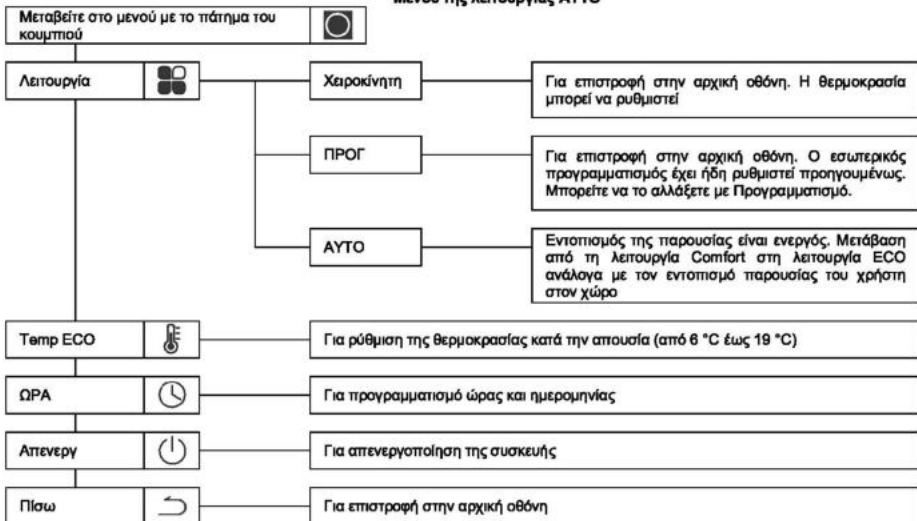 Μενού της λειτουργίας ΑΥΤΟ
Μεταβείτε στο μενού με το πάτημα του
κουμπιού
Λειτουργία
Χειροκίνητη
Για επιστροφή στην αρχική οθόνη. Η θερμοκρασία
μπορεί να ρυθμιστεί
ΠΡΟΓ
Για επιστροφή στην αρχική οθόνη. Ο εσωτερικός
προγραμματισμός έχει ήδη ρυθμιστεί προηγουμένως.
Μπορείτε να το αλλάξετε με Προγραμματισμό.
ΑΥΤΟ
Εντοπισμός της παρουσίας είναι ενεργός. Μετάβαση
από τη λειτουργία Comfort στη λειτουργία ECO
ανάλογα με τον εντοπισμό παρουσίας του χρήστη
στον χώρο
Temp ECO
Για ρύθμιση της θερμοκρασίας κατά την απουσία (από 6 °C έως 19 °C)
ΩΡΑ
Για προγραμματισμό ώρας και ημερομηνίας
Απενεργ
Για απενεργοποίηση της συσκευής
Πίσω
Για επιστροφή στην αρχική οθόνη